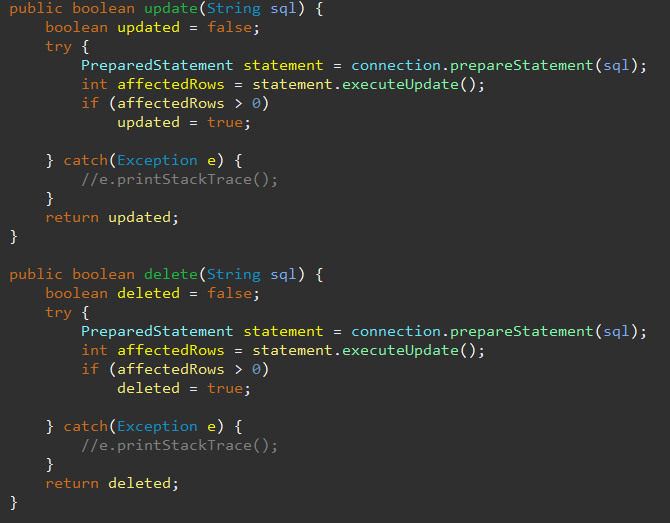 public boolean update(String sql) {
    boolean updated = false;
    try {
        PreparedStatement statement = connection.prepareStatement(sql);
        int affectedRows = statement.executeUpdate();
        if (affectedRows > 0)
            updated = true;

    } catch(Exception e) {
        //e.printStackTrace();
    }
    return updated;
}

public boolean delete(String sql) {
    boolean deleted = false;
    try {
        PreparedStatement statement = connection.prepareStatement(sql);
        int affectedRows = statement.executeUpdate();
        if (affectedRows > 0)
            deleted = true;

    } catch(Exception e) {
        //e.printStackTrace();
    }
    return deleted;
}